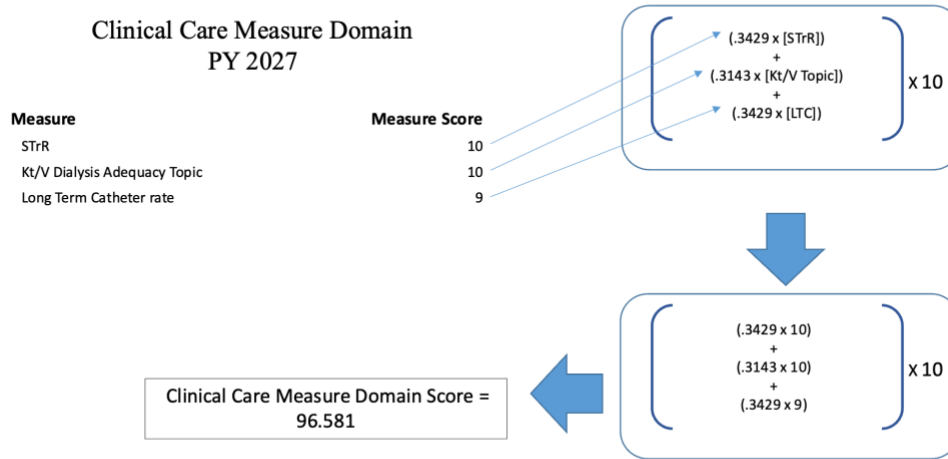 Clinical Care Measure Domain
PY 2027
Measure Measure Score
STrR 10
Kt/V Dialysis Adequacy Topic 10
Long Term Catheter rate 9
(.3429 x [STrR])
+
(.3143 x [Kt/V Topic])
+
(.3429 x [LTC])
X 10
(.3429 x 10)
+
(.3143 x 10)
+
(.3429 x 9)
X 10
Clinical Care Measure Domain Score =
96.581